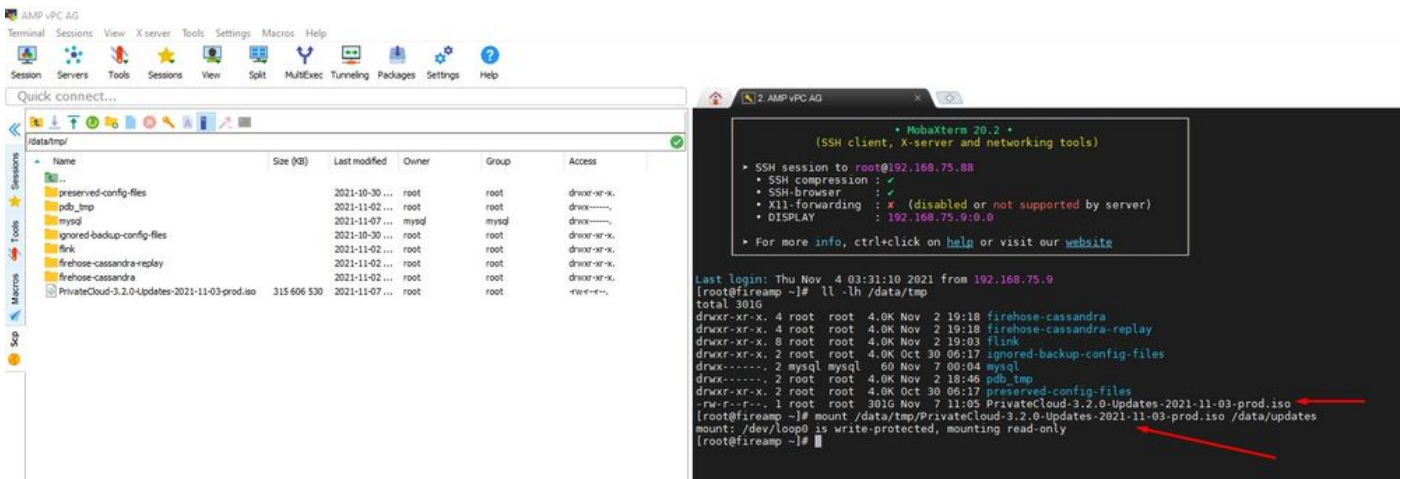 AMP vPC AG
Terminal Sessions View X server Tools Settings Macros Help
Session Servers Tools Sessions View Split MultiExec Tunneling Packages Settings Help
Quick connect...
2. AMP vPC AG
/data/tmp/
Name Size (KB) Last modified Owner Group Access
..
preserved-config-files 2021-10-30 ... root root drwxr-xr-x.
pdb_tmp 2021-11-02 ... root root drwx------.
mysql 2021-11-07 ... mysql mysql drwx------.
ignored-backup-config-files 2021-10-30 ... root root drwxr-xr-x.
flink 2021-11-02 ... root root drwxr-xr-x.
firehose-cassandra-replay 2021-11-02 ... root root drwxr-xr-x.
firehose-cassandra 2021-11-02 ... root root drwxr-xr-x.
PrivateCloud-3.2.0-Updates-2021-11-03-prod.iso 315 606 530 2021-11-07 ... root root -rw-r--r--.
Sessions
Tools
Macros
Scp
• MobaXterm 20.2 •
(SSH client, X-server and networking tools)
➤ SSH session to root@192.168.75.88
• SSH compression : ✔
• SSH-browser : ✔
• X11-forwarding : ✘ (disabled or not supported by server)
• DISPLAY : 192.168.75.9:0.0
➤ For more info, ctrl+click on help or visit our website
Last login: Thu Nov 4 03:31:10 2021 from 192.168.75.9
[root@fireamp ~]# ll -lh /data/tmp
total 301G
drwxr-xr-x. 4 root root 4.0K Nov 2 19:18 firehose-cassandra
drwxr-xr-x. 4 root root 4.0K Nov 2 19:18 firehose-cassandra-replay
drwxr-xr-x. 8 root root 4.0K Nov 2 19:03 flink
drwxr-xr-x. 2 root root 4.0K Oct 30 06:17 ignored-backup-config-files
drwx------. 2 mysql mysql 60 Nov 7 00:04 mysql
drwx------. 2 root root 4.0K Nov 2 18:46 pdb_tmp
drwxr-xr-x. 2 root root 4.0K Oct 30 06:17 preserved-config-files
-rw-r--r--. 1 root root 301G Nov 7 11:05 PrivateCloud-3.2.0-Updates-2021-11-03-prod.iso
[root@fireamp ~]# mount /data/tmp/PrivateCloud-3.2.0-Updates-2021-11-03-prod.iso /data/updates
mount: /dev/loop0 is write-protected, mounting read-only
[root@fireamp ~]#